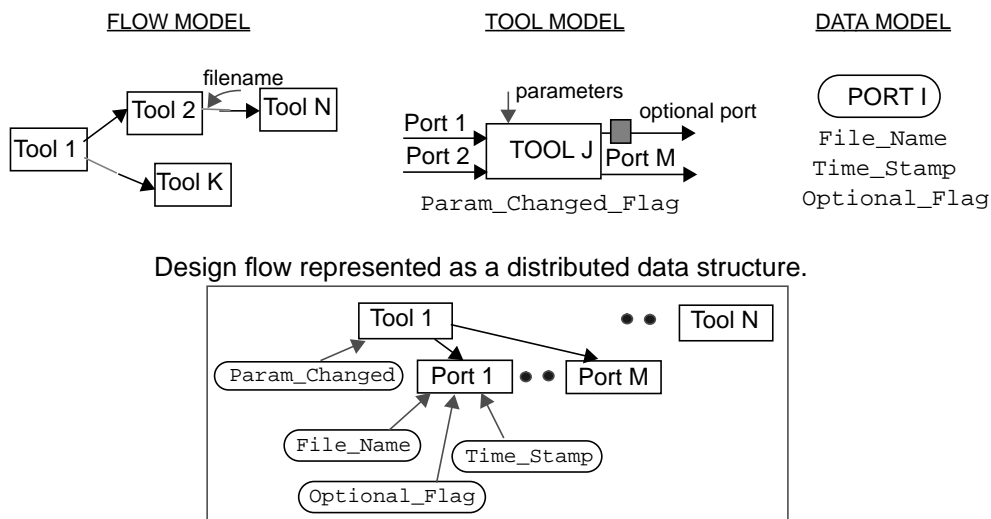 FLOW MODEL
TOOL MODEL
DATA MODEL
filename
Tool 1
Tool 2
Tool N
Tool K
parameters
optional port
Port 1
Port 2
TOOL J
Port M
Param_Changed_Flag
PORT I
File_Name
Time_Stamp
Optional_Flag
Design flow represented as a distributed data structure.
Tool 1
Tool N
Param_Changed
Port 1
Port M
File_Name
Time_Stamp
Optional_Flag